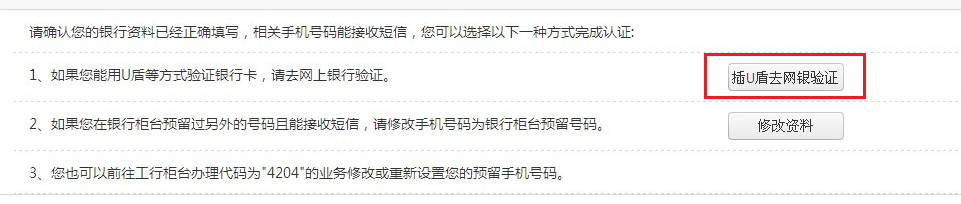 请确认您的银行资料已经正确填写，相关手机号码能接收短信，您可以选择以下一种方式完成认证:
1、如果您能用U盾等方式验证银行卡，请去网上银行验证。
插U盾去网银验证
2、如果您在银行柜台预留过另外的号码且能接收短信，请修改手机号码为银行柜台预留号码。
修改资料
3、您也可以前往工行柜台办理代码为"4204"的业务修改或重新设置您的预留手机号码。